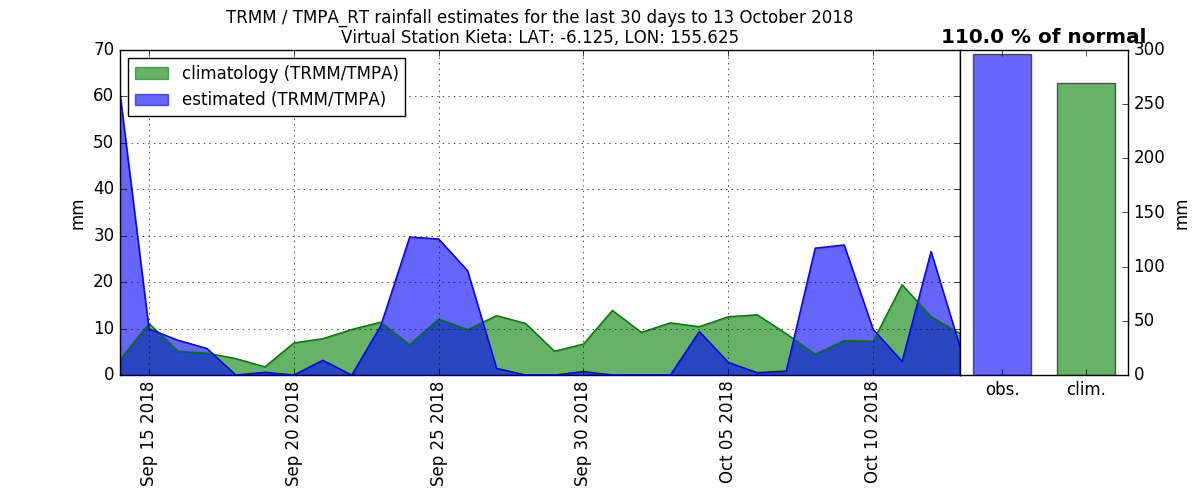 TRMM / TMPA_RT rainfall estimates for the last 30 days to 13 October 2018
Virtual Station Kieta: LAT: -6.125, LON: 155.625
110.0 % of normal
climatology (TRMM/TMPA)
estimated (TRMM/TMPA)
70
60
50
40
30
20
10
0
mm
Sep 15 2018
Sep 20 2018
Sep 25 2018
Sep 30 2018
Oct 05 2018
Oct 10 2018
300
250
200
150
100
50
0
mm
obs.
clim.